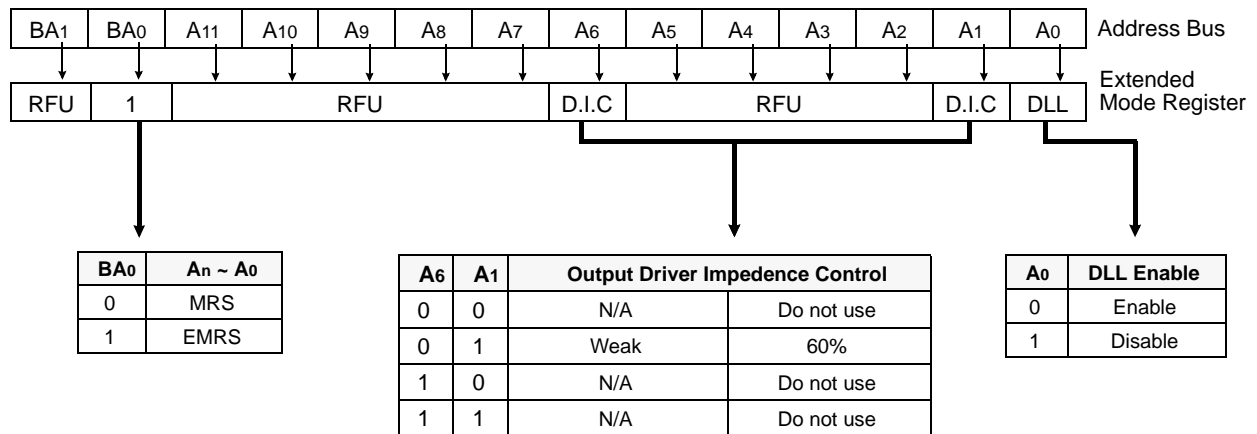 BA1 BA0 A11 A10 A9 A8 A7 A6 A5 A4 A3 A2 A1 A0 Address Bus
RFU 1 RFU D.I.C RFU D.I.C DLL Extended
Mode Register
BA0 An ~ A0
0 MRS
1 EMRS
A6 A1 Output Driver Impedence Control
0 0 N/A Do not use
0 1 Weak 60%
1 0 N/A Do not use
1 1 N/A Do not use
A0 DLL Enable
0 Enable
1 Disable